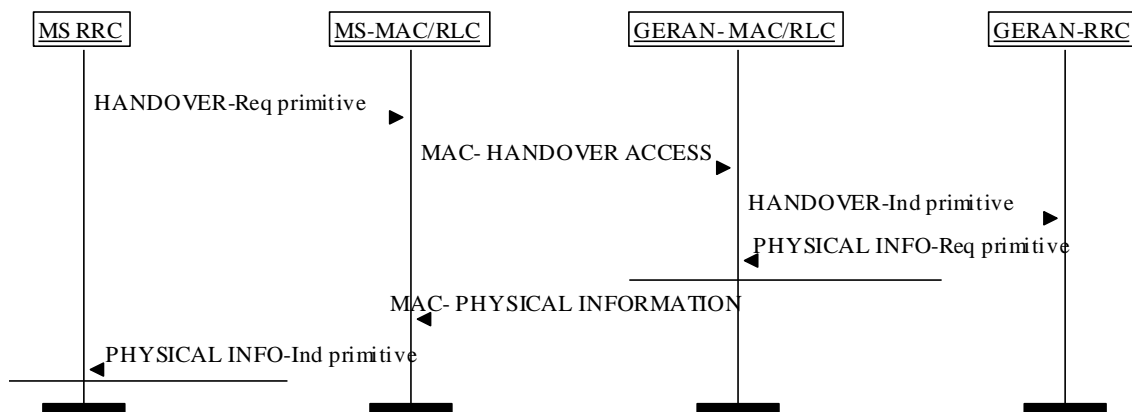 MS RRC
MS-MAC/RLC
GERAN- MAC/RLC
GERAN-RRC
HANDOVER-Req primitive
MAC- HANDOVER ACCESS
HANDOVER-Ind primitive
PHYSICAL INFO-Req primitive
MAC- PHYSICAL INFORMATION
PHYSICAL INFO-Ind primitive